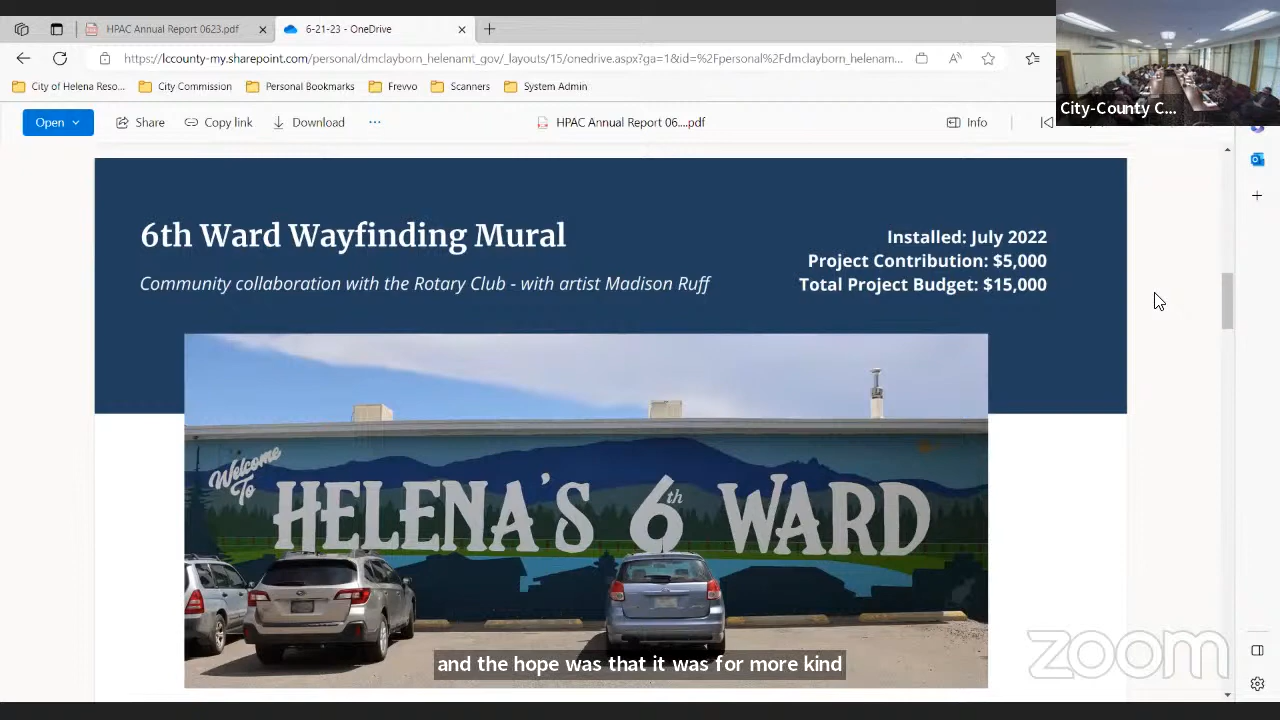 HPAC Annual Report 0623.pdf
6-21-23 - OneDrive
https://lccounty-my.sharepoint.com/personal/dmclayborn_helenamt_gov/_layouts/15/onedrive.aspx?ga=1&id=%2Fpersonal%2Fdmclayborn_helenam...
City of Helena Reso...
City Commission
Personal Bookmarks
Frevvo
Scanners
System Admin
City-County C...
Open
Share
Copy link
Download
...
HPAC Annual Report 06....pdf
Info
6th Ward Wayfinding Mural
Community collaboration with the Rotary Club - with artist Madison Ruff
Installed: July 2022
Project Contribution: $5,000
Total Project Budget: $15,000
Welcome
To
HELENA'S 6th WARD
and the hope was that it was for more kind
zoom